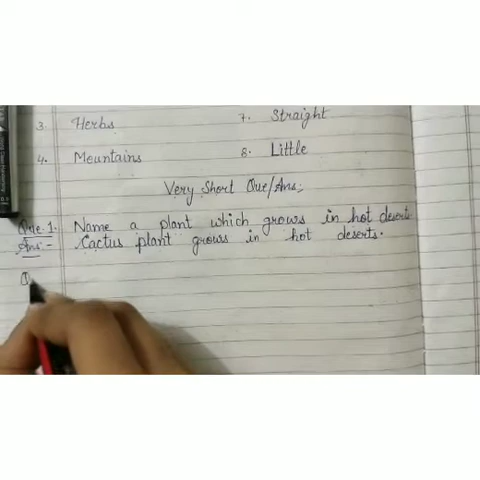 3. Herbs 7. Straight
4. Mountains 8. Little
Very Short Que/Ans;
Que.1. Name a plant which grows in hot deserts.
Ans:- Cactus plant grows in hot deserts.